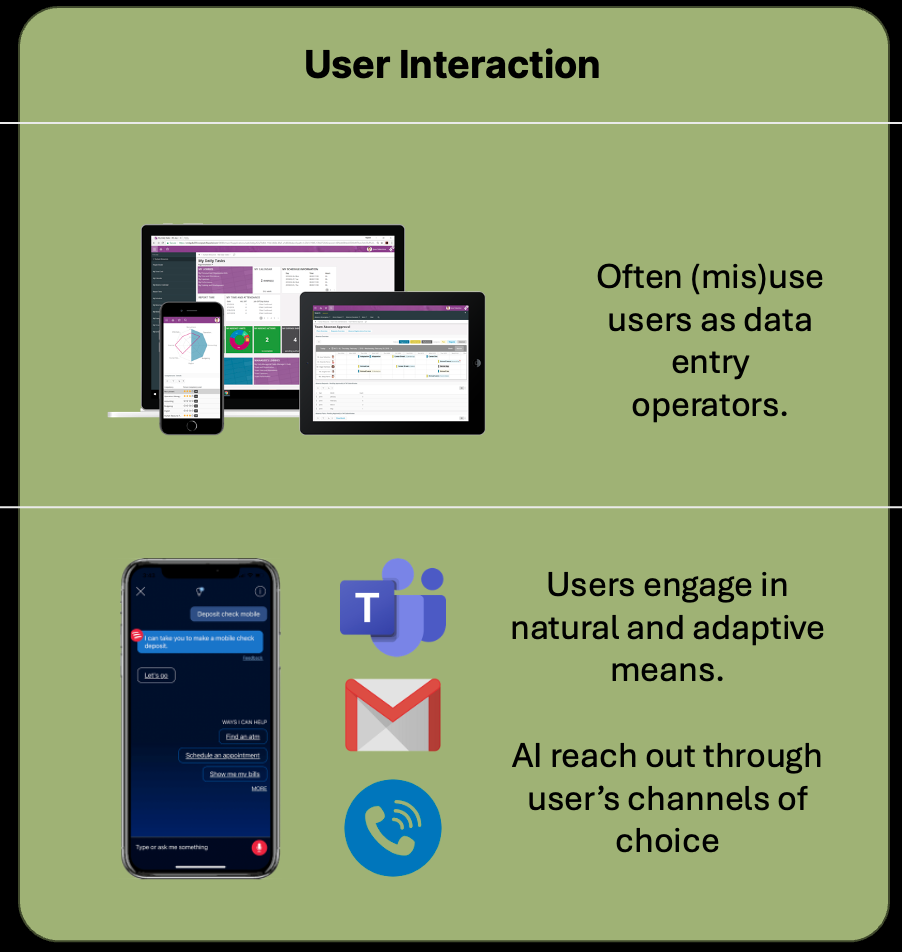 User Interaction
My Daily Tasks
Often (mis)use
users as data
entry
operators.
Deposit check mobile
I can take you to make a mobile check
deposit.
Feedback
Let's go
WAYS I CAN HELP
Find an atm
Schedule an appointment
Show me my bills
MORE
Type or ask me something
T
Users engage in
natural and adaptive
means.
AI reach out through
user's channels of
choice